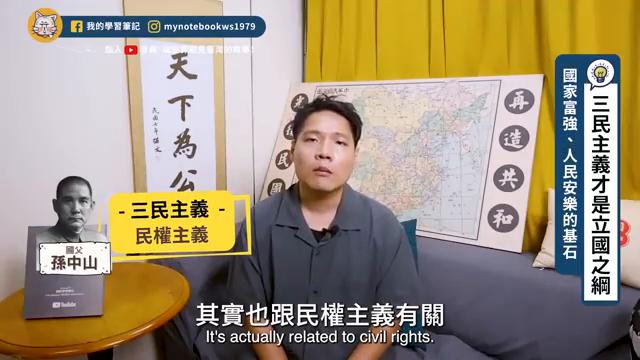 我的學習筆記
mynotebookws1979
天下為公
再造共和
三民主義才是立國之綱
國家富強、人民安樂的基石
- 三民主義 -
民權主義
國父
孫中山
YouTube
其實也跟民權主義有關
It's actually related to civil rights.